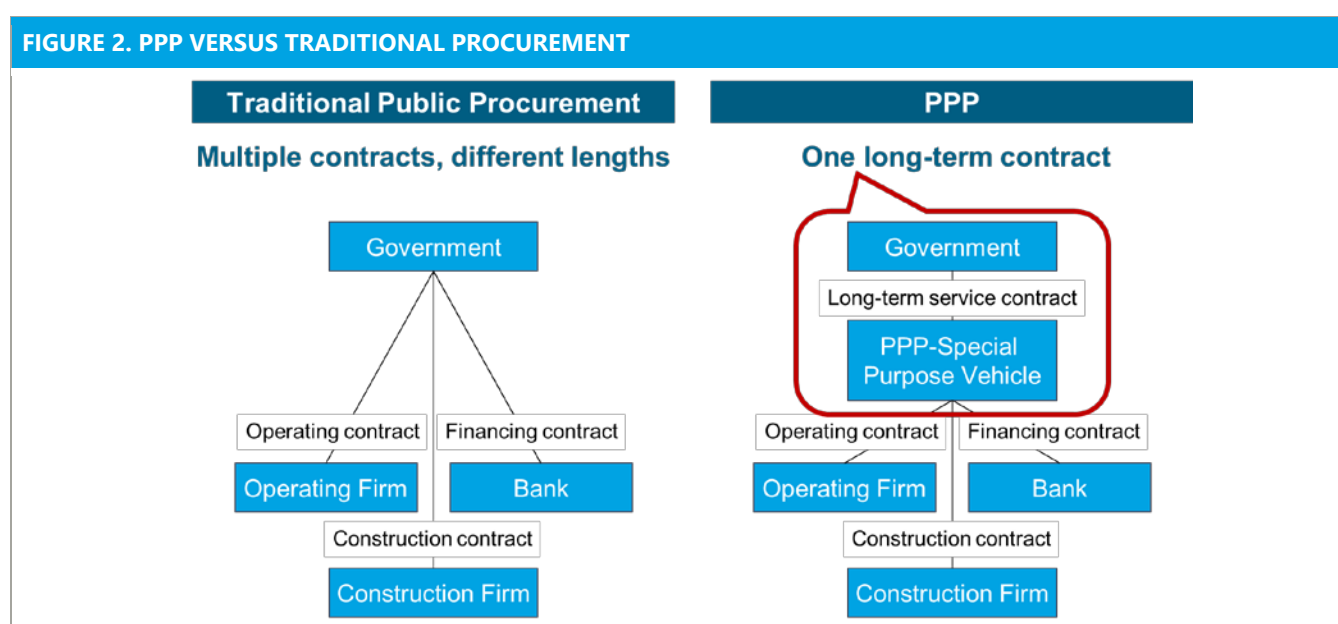 FIGURE 2. PPP VERSUS TRADITIONAL PROCUREMENT
Traditional Public Procurement
Multiple contracts, different lengths
Government
Operating contract
Financing contract
Operating Firm
Bank
Construction contract
Construction Firm
PPP
One long-term contract
Government
Long-term service contract
PPP-Special
Purpose Vehicle
Operating contract
Financing contract
Operating Firm
Bank
Construction contract
Construction Firm